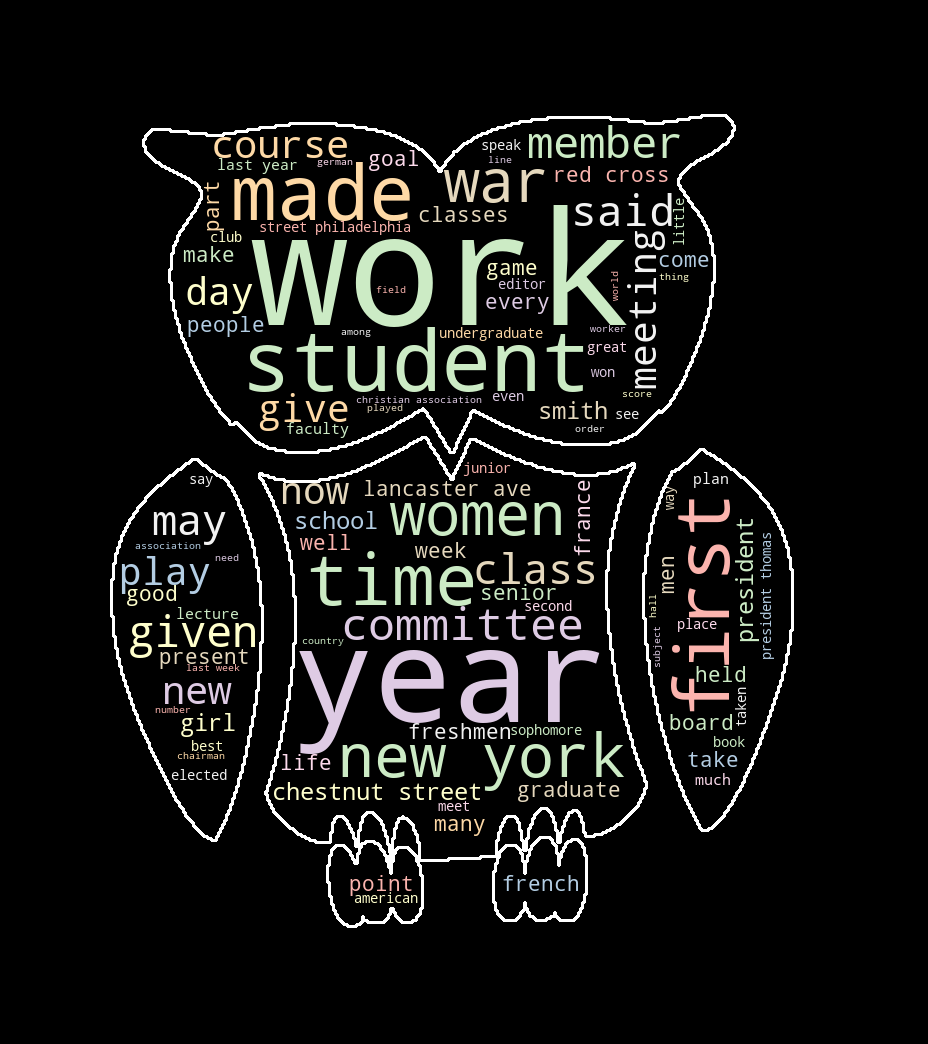 course
member
speak
last year
german
goal
line
war
red cross
made
part
classes
said
little
street
philadelphia
club
make
work
meeting
come
game
thing
day
field
editor
every
world
people
among
undergraduate
worker
student
great
won
give
christian association
played
even
smith
see
score
faculty
order
say
may
association
need
play
good
lecture
given
present
last week
new
number
girl
best
chairman
elected
junior
now
lancaster ave
france
school
women
well
week
time
class
senior
second
committee
country
year
freshmen
sophomore
new york
life
chestnut street
graduate
meet
many
plan
way
first
president
president thomas
men
hall
place
subject
held
taken
board
book
take
much
point
american
french